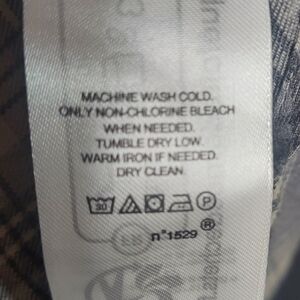 MACHINE WASH COLD.
ONLY NON-CHLORINE BLEACH
WHEN NEEDED.
TUMBLE DRY LOW.
WARM IRON IF NEEDED.
DRY CLEAN.
30 P
n°1529 ®